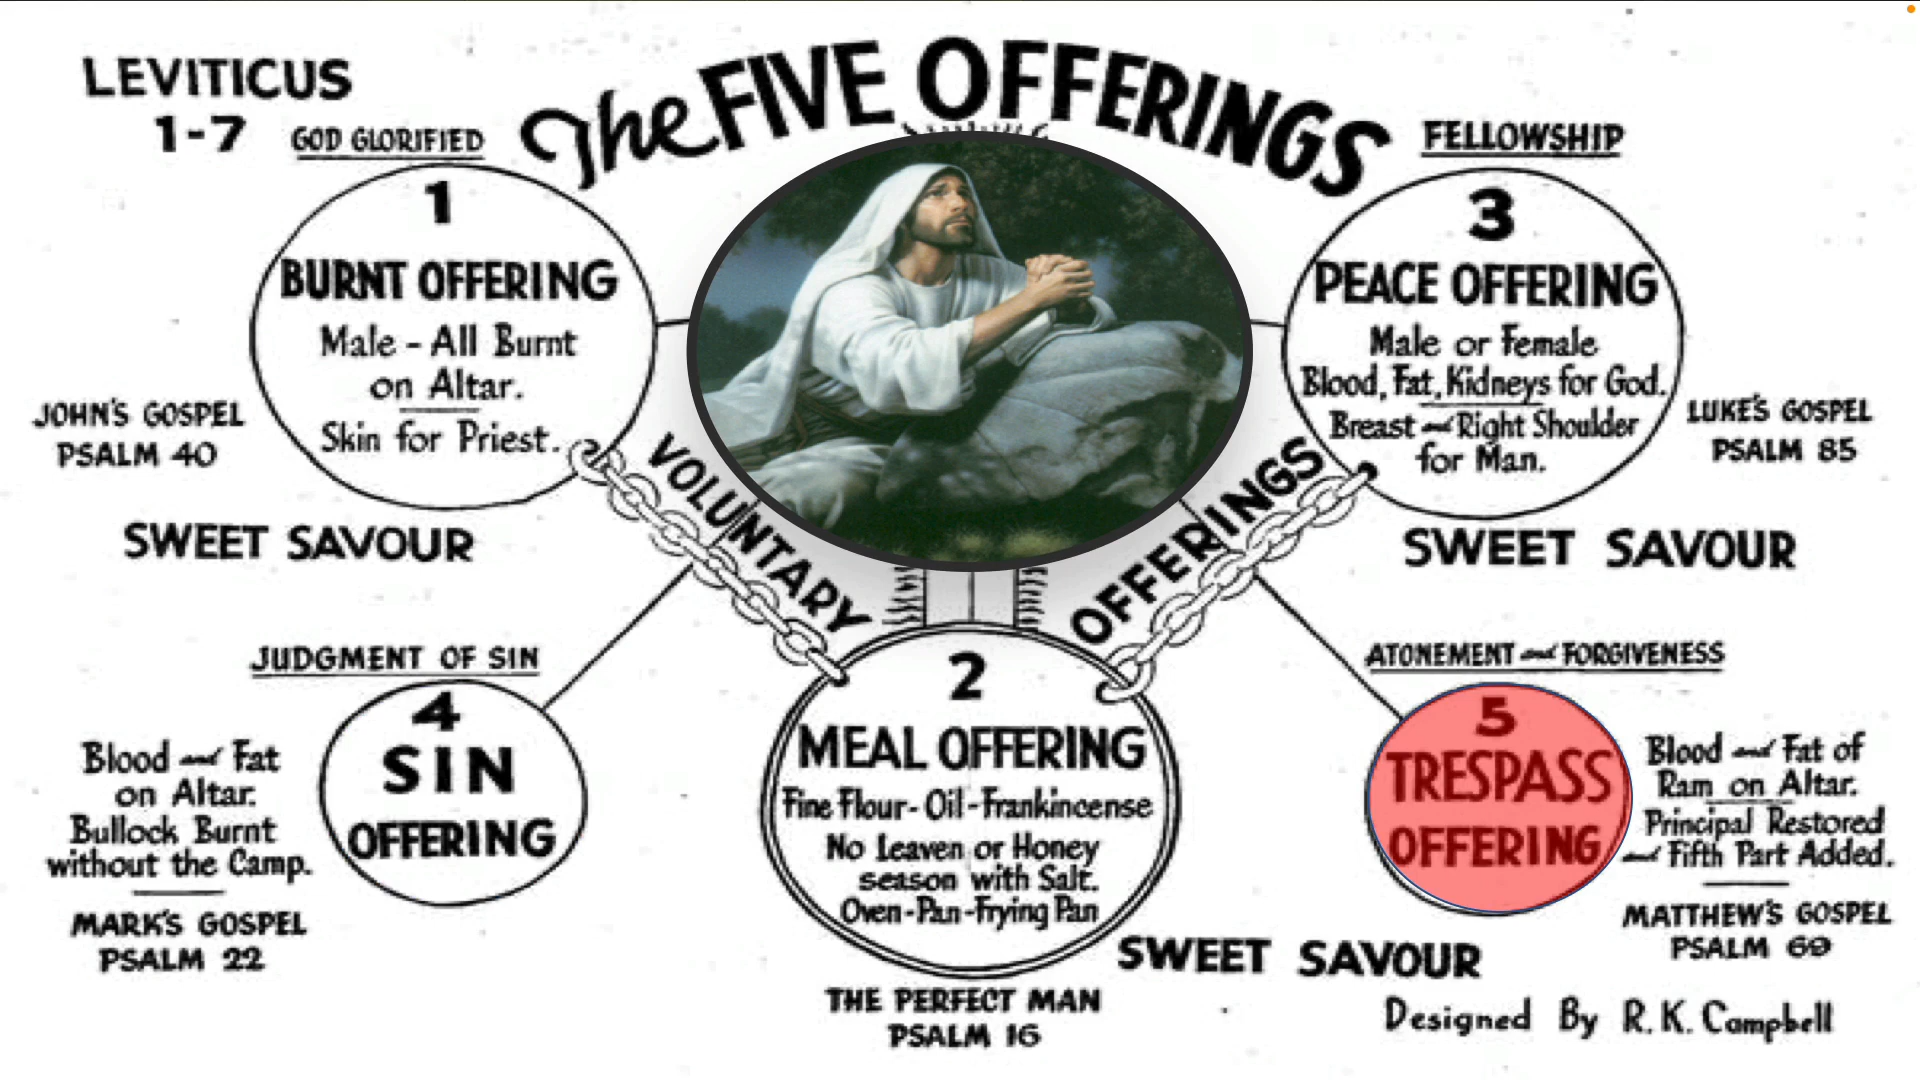 LEVITICUS
1-7
The FIVE OFFERINGS
GOD GLORIFIED
1
BURNT OFFERING
Male - All Burnt
on Altar.
Skin for Priest.
JOHN'S GOSPEL
PSALM 40
SWEET SAVOUR
FELLOWSHIP
3
PEACE OFFERING
Male or Female
Blood, Fat, Kidneys for God.
Breast and Right Shoulder
for Man.
LUKE'S GOSPEL
PSALM 85
SWEET SAVOUR
VOLUNTARY
OFFERINGS
JUDGMENT OF SIN
4
SIN
OFFERING
Blood and Fat
on Altar.
Bullock Burnt
without the Camp.
MARK'S GOSPEL
PSALM 22
2
MEAL OFFERING
Fine Flour - Oil - Frankincense
No Leaven or Honey
season with Salt.
Oven - Pan - Frying Pan
SWEET SAVOUR
THE PERFECT MAN
PSALM 16
ATONEMENT and FORGIVENESS
5
TRESPASS
OFFERING
Blood and Fat of
Ram on Altar.
Principal Restored
and Fifth Part Added.
MATTHEW'S GOSPEL
PSALM 69
Designed By R. K. Campbell